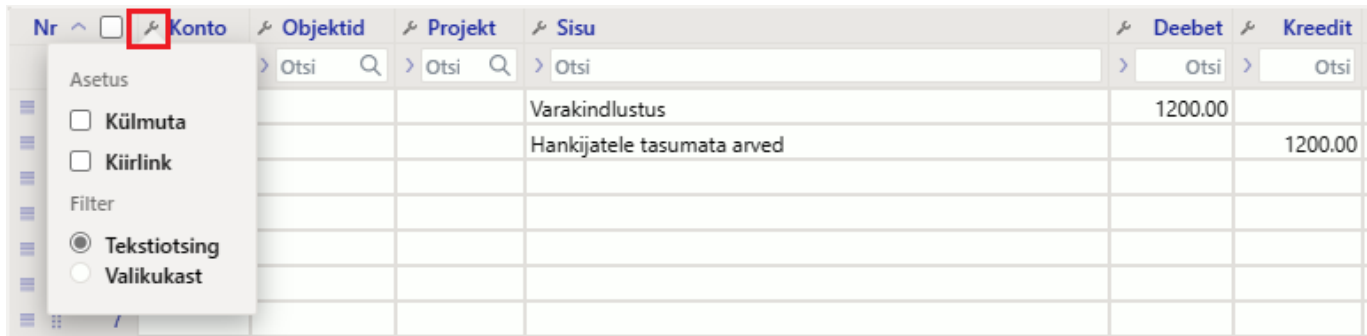 Nr Konto Objektid Projekt Sisu Deebet Kreedit
Otsi Otsi Otsi Otsi Otsi
Asetus
Külmuta
Kiirlink
Filter
Tekstiotsing
Valikukast
Varakindlustus 1200.00
Hankijatele tasumata arved 1200.00
7